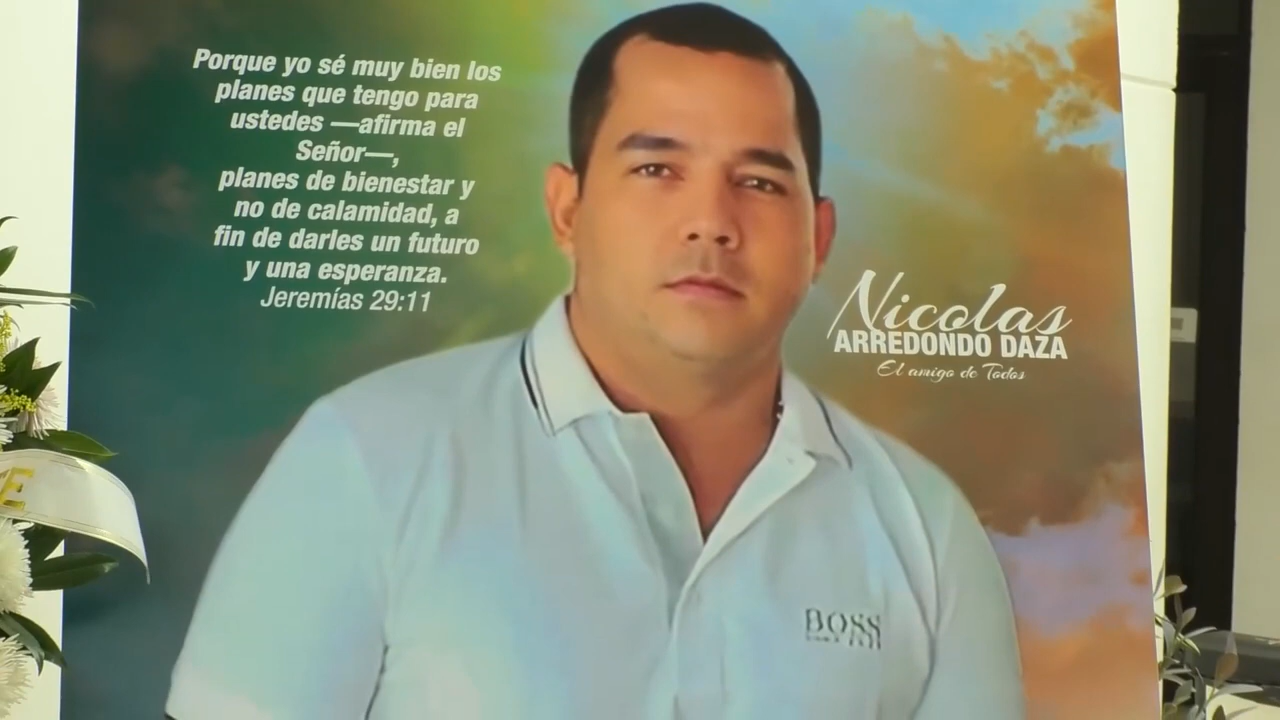 Porque yo sé muy bien los
planes que tengo para
ustedes —afirma el
Señor—,
planes de bienestar y
no de calamidad, a
fin de darles un futuro
y una esperanza.
Jeremías 29:11
Nicolas
ARREDONDO DAZA
El amigo de Todos
BOSS
E